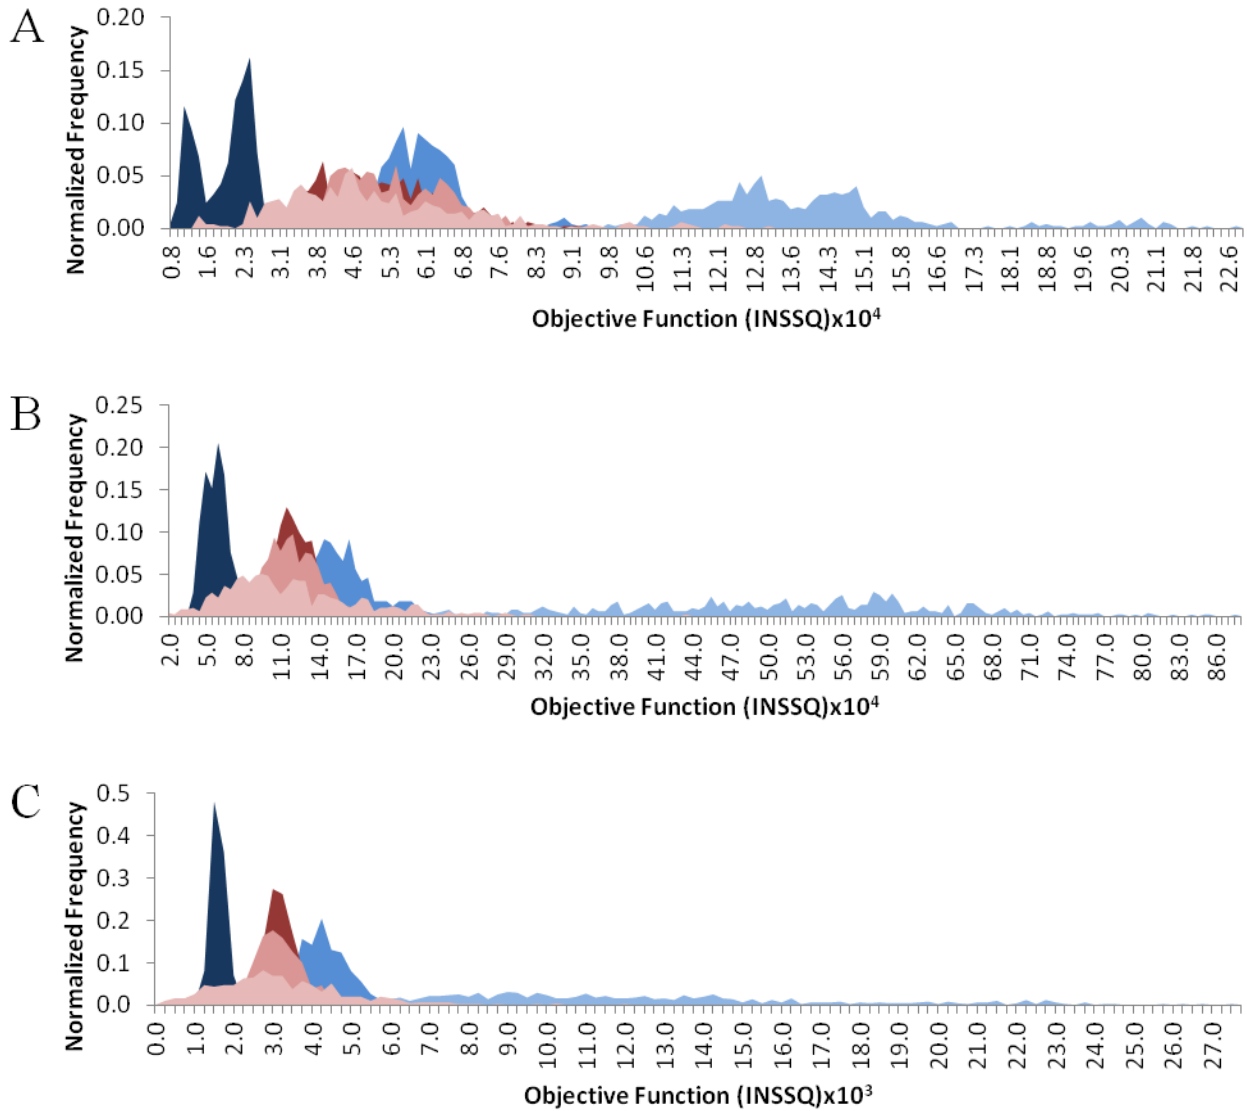 A
Normalized Frequency
0.20
0.15
0.10
0.05
0.00
0.8 1.6 2.3 3.1 3.8 4.6 5.3 6.1 6.8 7.6 8.3 9.1 9.8 10.6 11.3 12.1 12.8 13.6 14.3 15.1 15.8 16.6 17.3 18.1 18.8 19.6 20.3 21.1 21.8 22.6
Objective Function (INSSQ)x10⁴
B
Normalized Frequency
0.25
0.20
0.15
0.10
0.05
0.00
2.0 5.0 8.0 11.0 14.0 17.0 20.0 23.0 26.0 29.0 32.0 35.0 38.0 41.0 44.0 47.0 50.0 53.0 56.0 59.0 62.0 65.0 68.0 71.0 74.0 77.0 80.0 83.0 86.0
Objective Function (INSSQ)x10⁴
C
Normalized Frequency
0.5
0.4
0.3
0.2
0.1
0.0
0.0 1.0 2.0 3.0 4.0 5.0 6.0 7.0 8.0 9.0 10.0 11.0 12.0 13.0 14.0 15.0 16.0 17.0 18.0 19.0 20.0 21.0 22.0 23.0 24.0 25.0 26.0 27.0
Objective Function (INSSQ)x10³